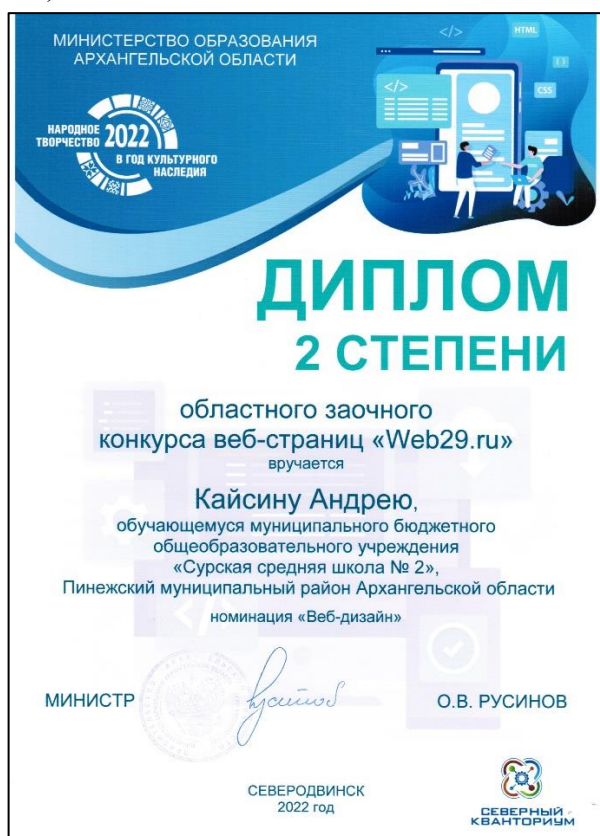 МИНИСТЕРСТВО ОБРАЗОВАНИЯ
АРХАНГЕЛЬСКОЙ ОБЛАСТИ
НАРОДНОЕ
ТВОРЧЕСТВО 2022
В ГОД КУЛЬТУРНОГО
НАСЛЕДИЯ
</>
HTML
{ }
</>
CSS
ДИПЛОМ
2 СТЕПЕНИ
областного заочного
конкурса веб-страниц «Web29.ru»
вручается
Кайсину Андрею,
обучающемуся муниципального бюджетного
общеобразовательного учреждения
«Сурская средняя школа № 2»,
Пинежский муниципальный район Архангельской области
номинация «Веб-дизайн»
МИНИСТР
О.В. РУСИНОВ
СЕВЕРОДВИНСК
2022 год
СЕВЕРНЫЙ
КВАНТОРИУМ